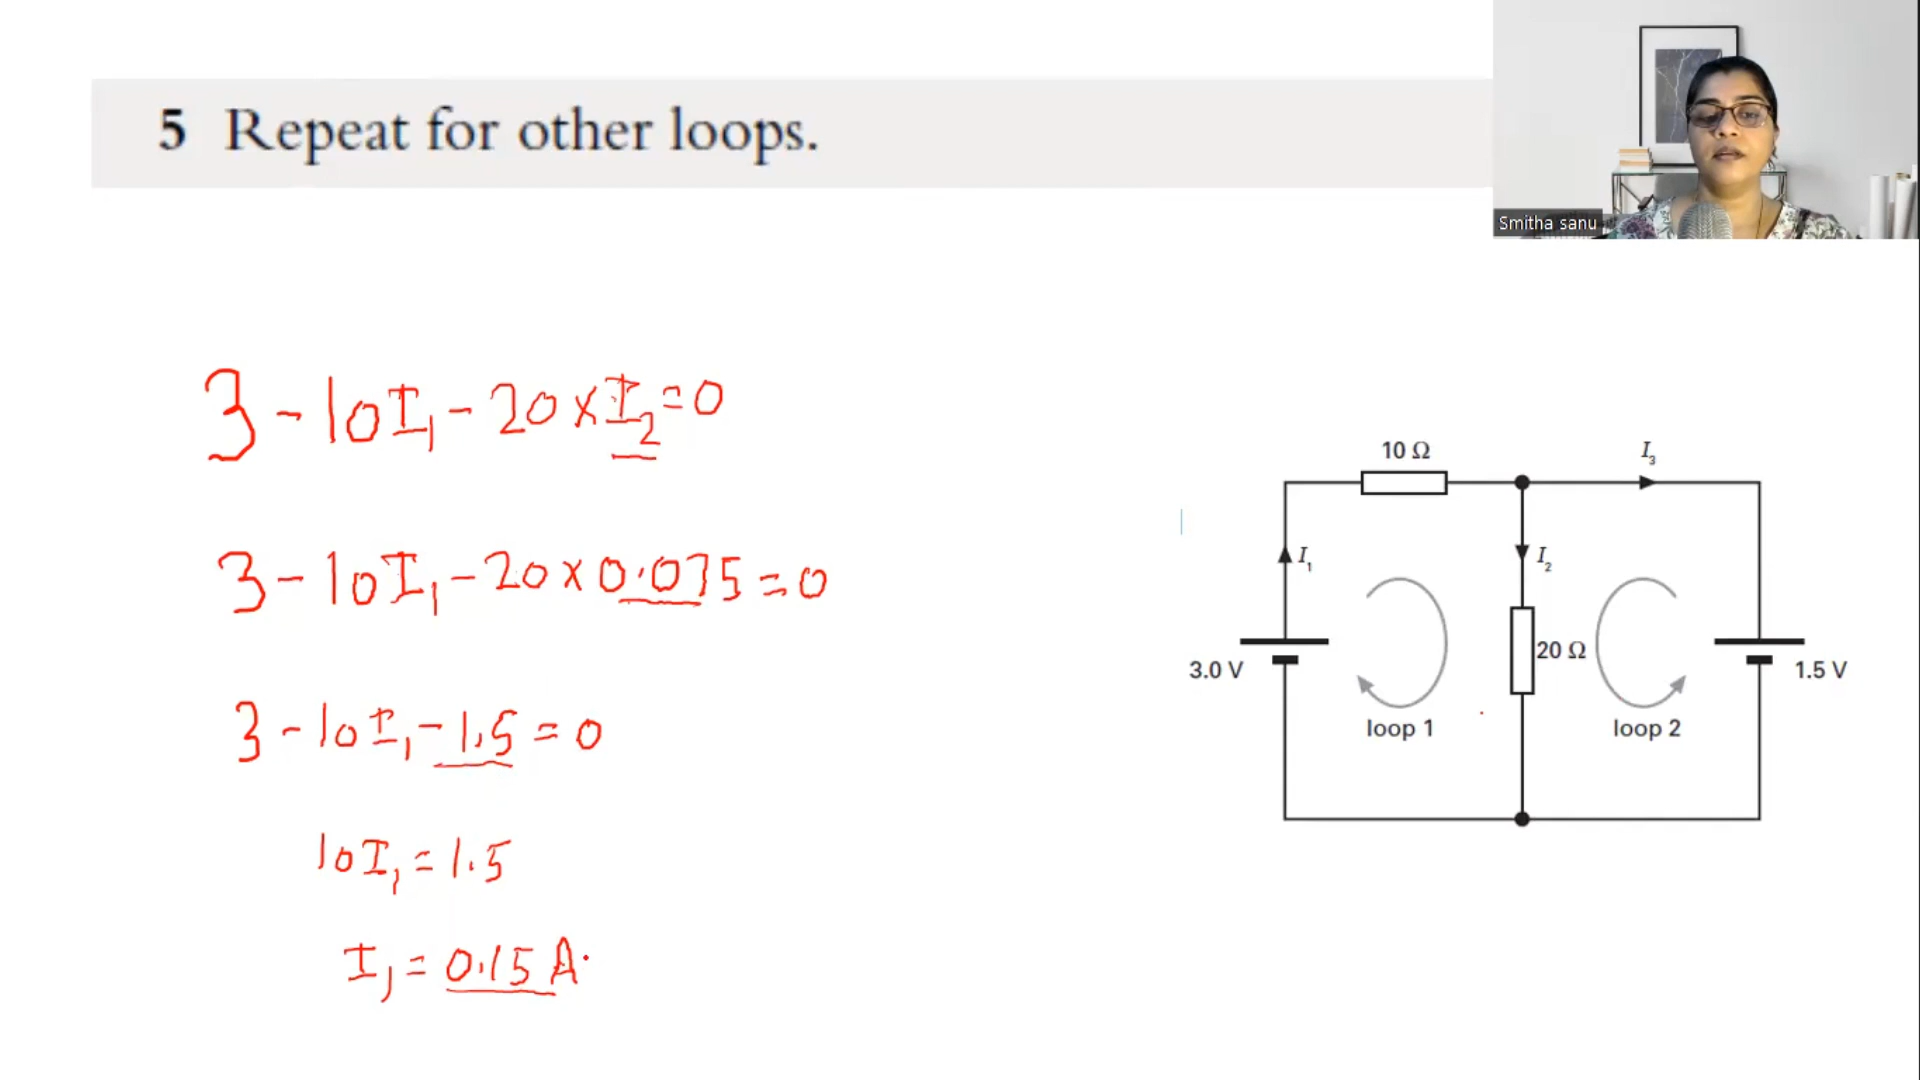 5 Repeat for other loops.
Smitha sanu
3 - 10I₁ - 20 × I₂ = 0
3 - 10I₁ - 20 × 0.075 = 0
3 - 10I₁ - 1.5 = 0
10I₁ = 1.5
I₁ = 0.15 A.
10 Ω
I₃
I₁
I₂
3.0 V
20 Ω
1.5 V
loop 1
loop 2